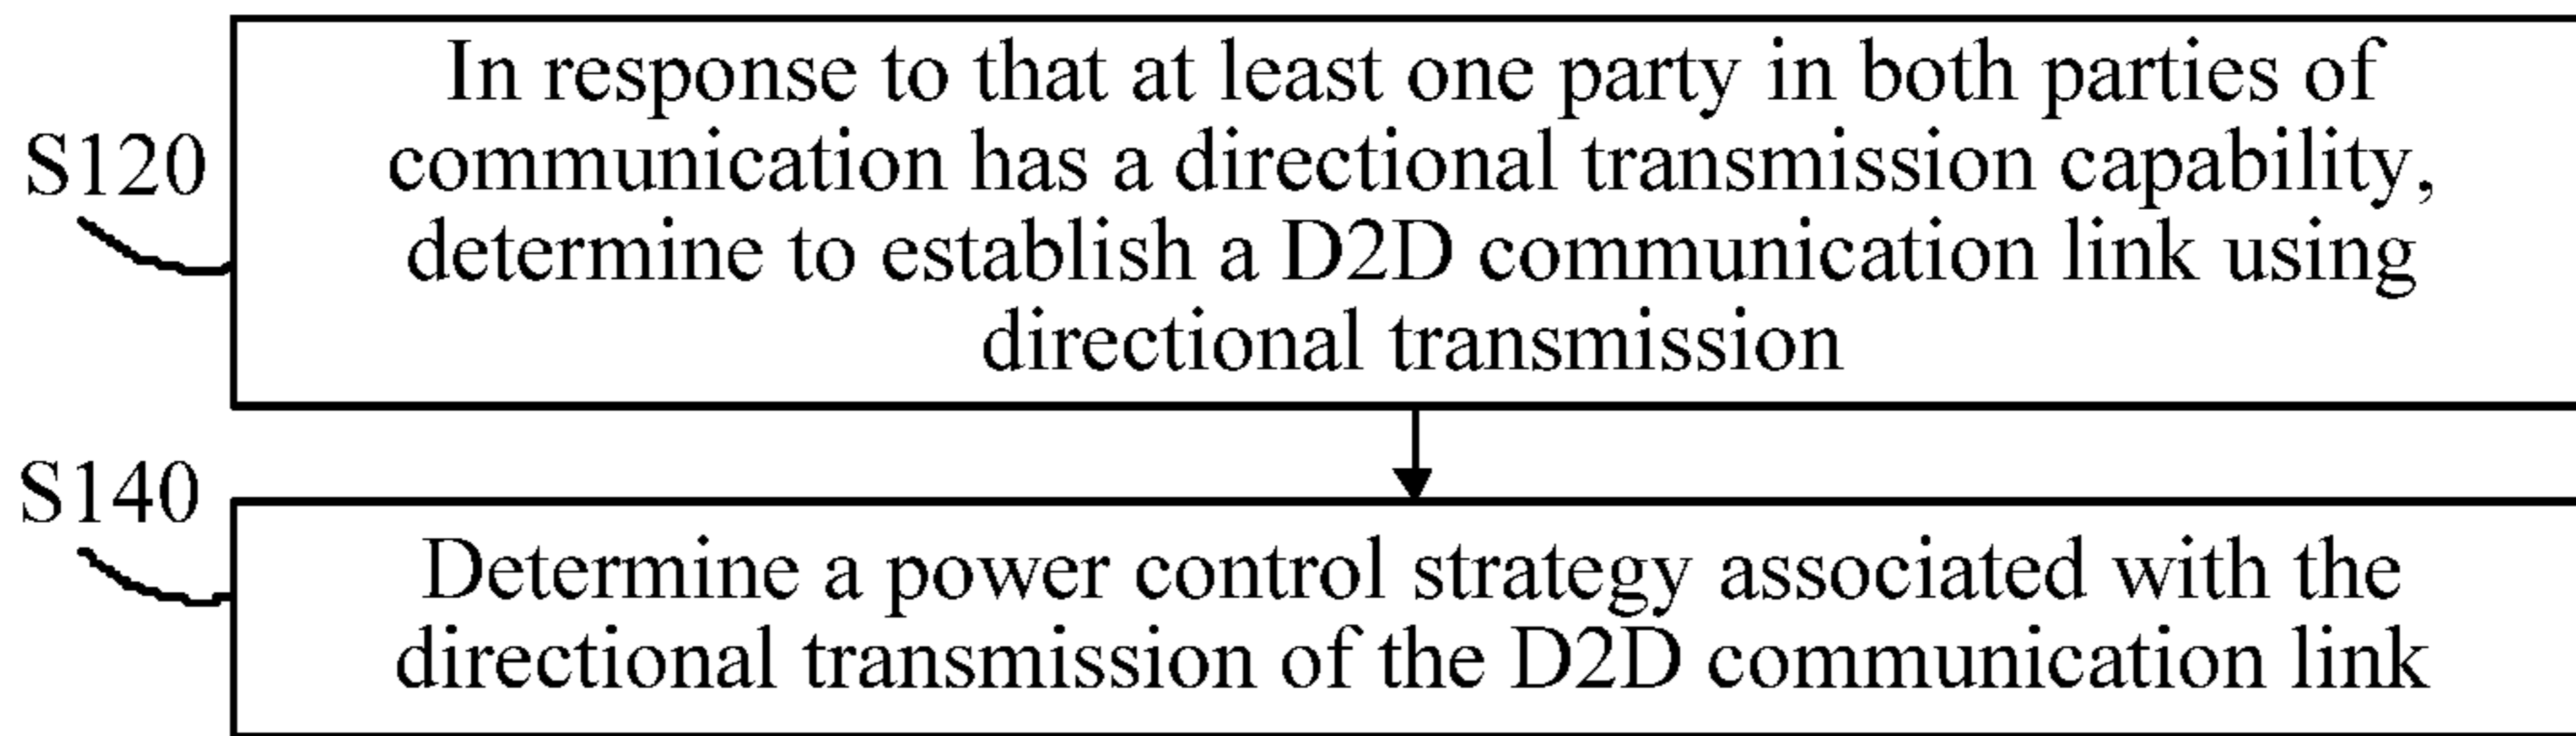 S120
In response to that at least one party in both parties of
communication has a directional transmission capability,
determine to establish a D2D communication link using
directional transmission
S140
Determine a power control strategy associated with the
directional transmission of the D2D communication link